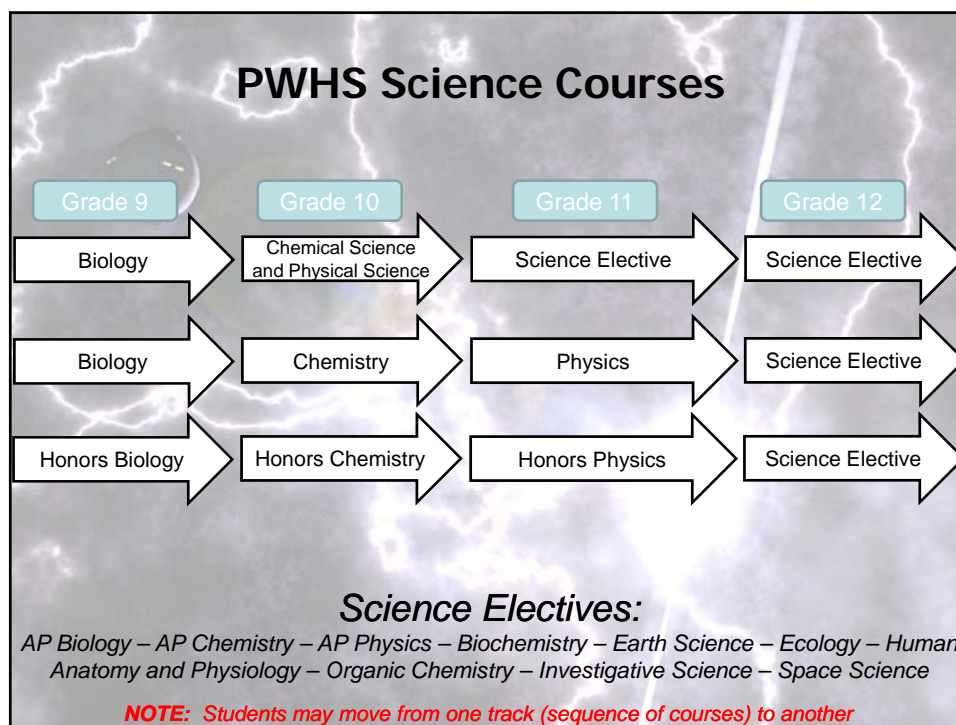 PWHS Science Courses
Grade 9
Grade 10
Grade 11
Grade 12
Biology
Chemical Science
and Physical Science
Science Elective
Science Elective
Biology
Chemistry
Physics
Science Elective
Honors Biology
Honors Chemistry
Honors Physics
Science Elective
Science Electives:
AP Biology – AP Chemistry – AP Physics – Biochemistry – Earth Science – Ecology – Human
Anatomy and Physiology – Organic Chemistry – Investigative Science – Space Science
NOTE: Students may move from one track (sequence of courses) to another